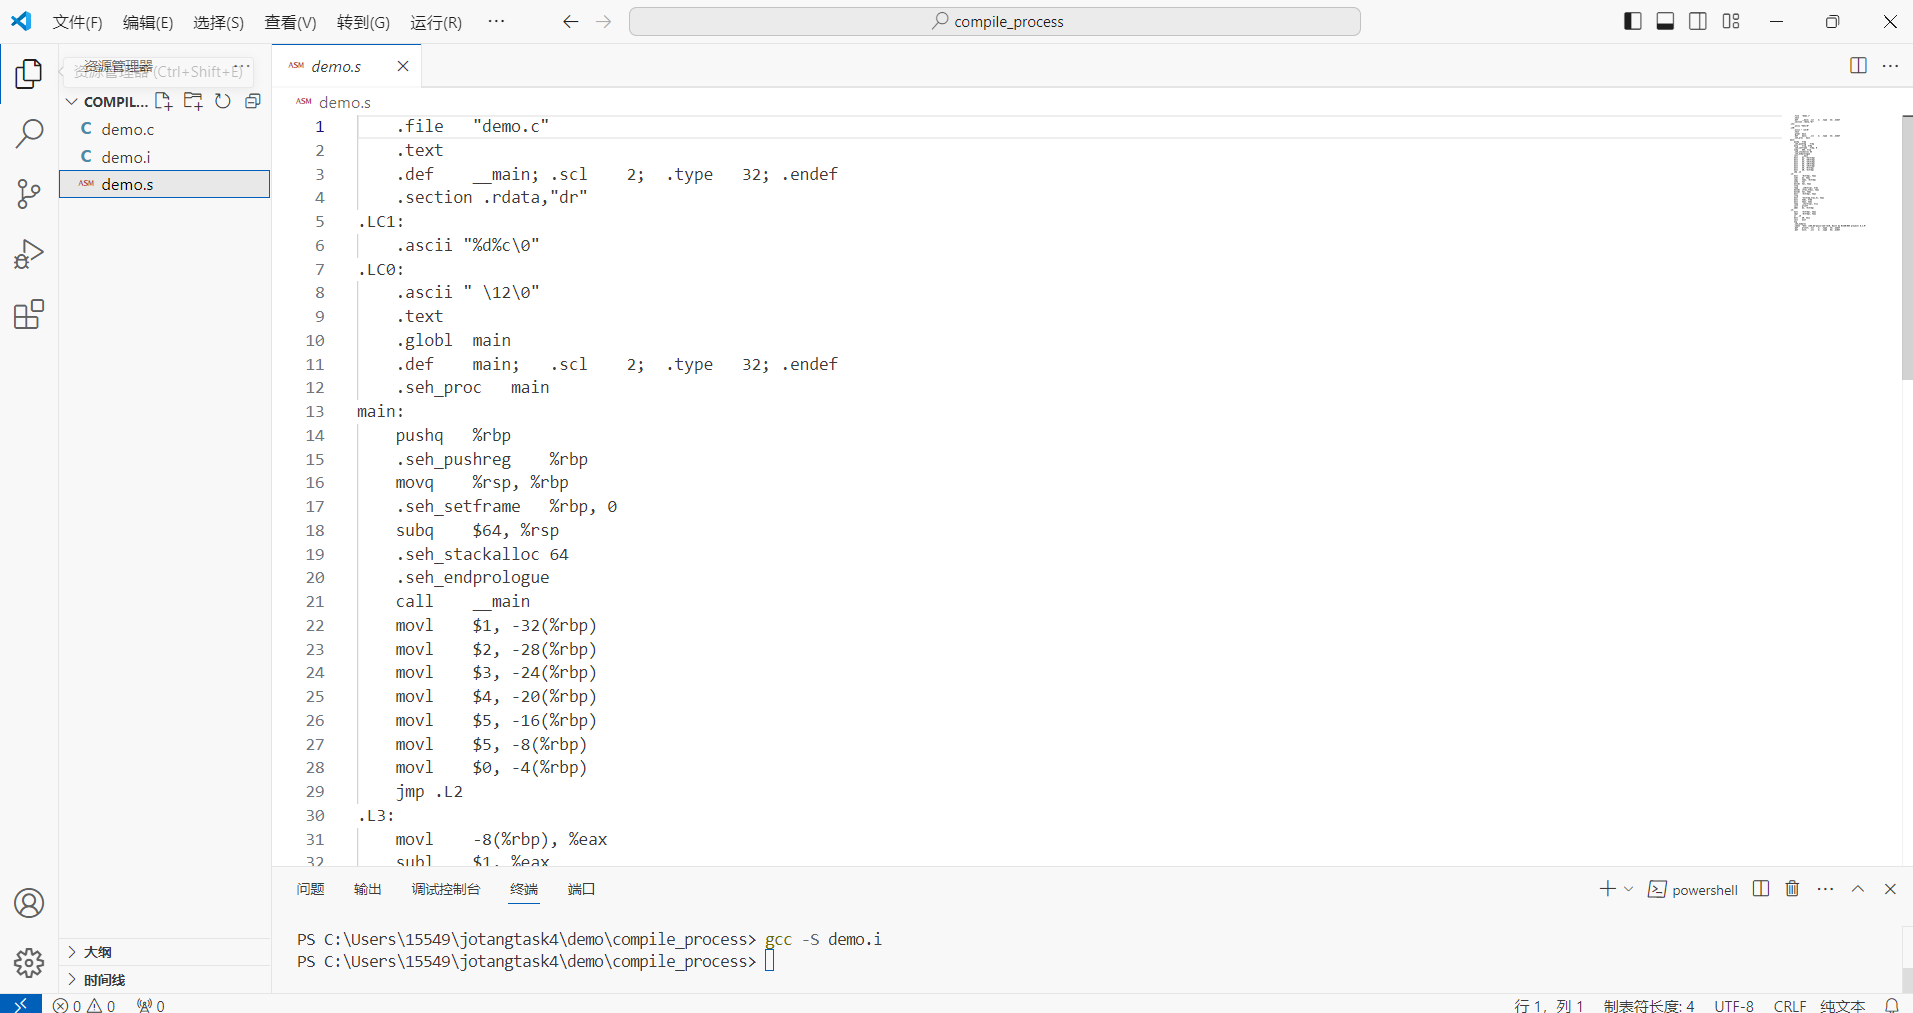 文件(F) 编辑(E) 选择(S) 查看(V) 转到(G) 运行(R) ··· compile_process
资源管理器 ···
资源管理器 (Ctrl+Shift+E)
COMPIL...
C demo.c
C demo.i
ASM demo.s
大纲
时间线
ASM demo.s
ASM demo.s
1 .file "demo.c"
2 .text
3 .def __main; .scl 2; .type 32; .endef
4 .section .rdata,"dr"
5 .LC1:
6 .ascii "%d%c\0"
7 .LC0:
8 .ascii " \12\0"
9 .text
10 .globl main
11 .def main; .scl 2; .type 32; .endef
12 .seh_proc main
13 main:
14 pushq %rbp
15 .seh_pushreg %rbp
16 movq %rsp, %rbp
17 .seh_setframe %rbp, 0
18 subq $64, %rsp
19 .seh_stackalloc 64
20 .seh_endprologue
21 call __main
22 movl $1, -32(%rbp)
23 movl $2, -28(%rbp)
24 movl $3, -24(%rbp)
25 movl $4, -20(%rbp)
26 movl $5, -16(%rbp)
27 movl $5, -8(%rbp)
28 movl $0, -4(%rbp)
29 jmp .L2
30 .L3:
31 movl -8(%rbp), %eax
32 subl $1, %eax
问题 输出 调试控制台 终端 端口 powershell
PS C:\Users\15549\jotangtask4\demo\compile_process> gcc -S demo.i
PS C:\Users\15549\jotangtask4\demo\compile_process>
0 0 0 行 1，列 1 制表符长度: 4 UTF-8 CRLF 纯文本